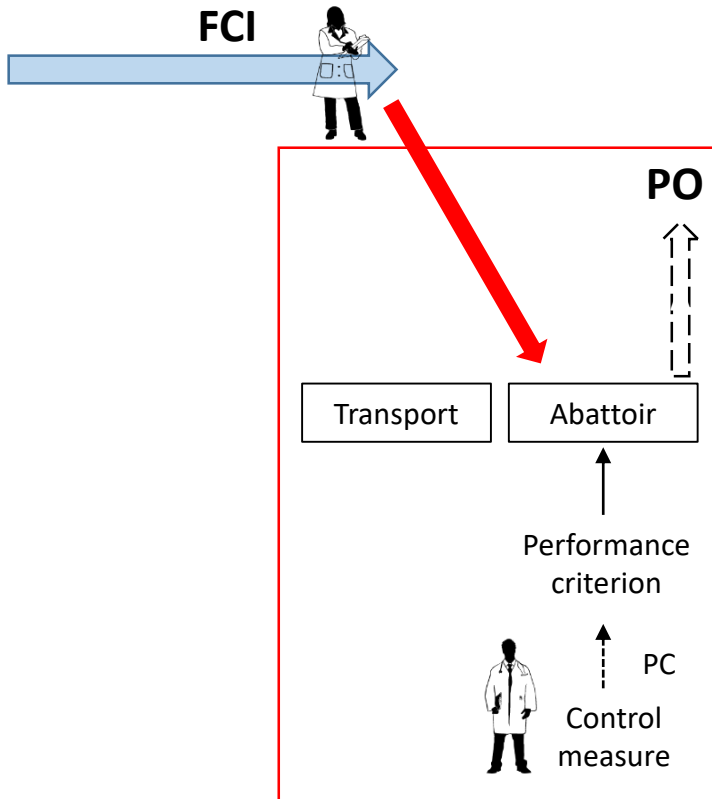 FCI
PO
Transport
Abattoir
Performance
criterion
PC
Control
measure